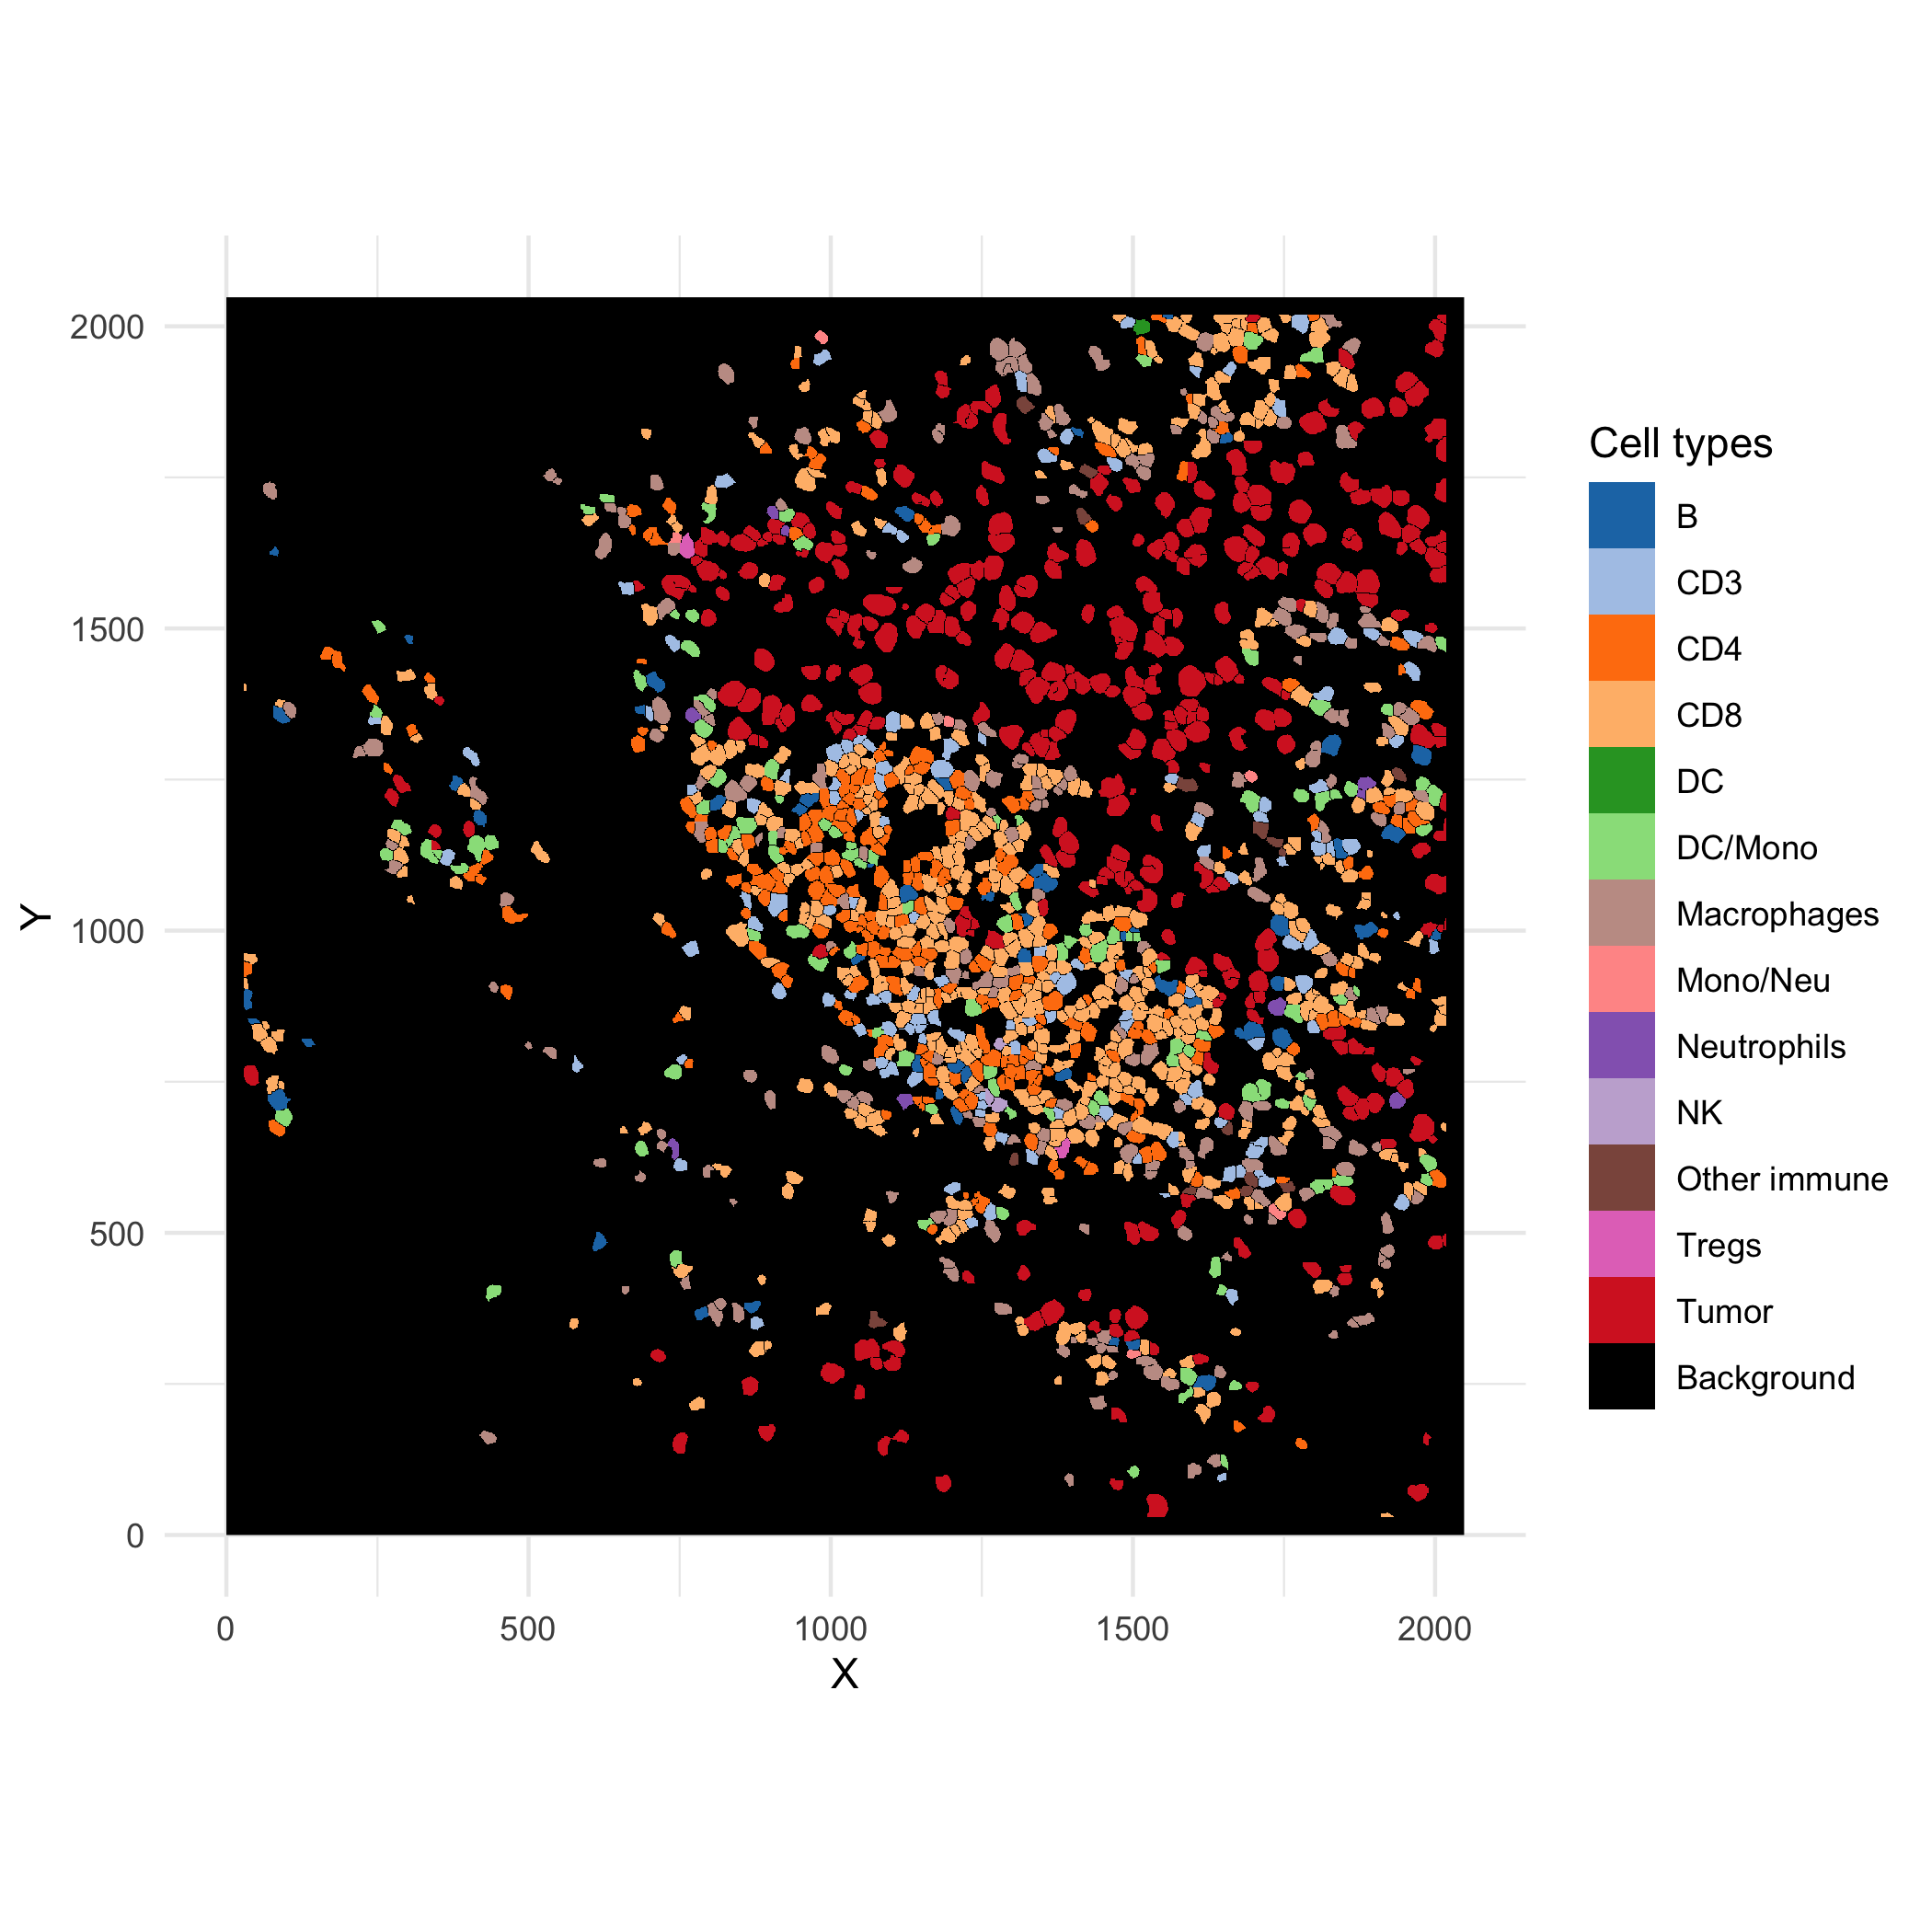 2000
1500
1000
500
0
Y
0 500 1000 1500 2000
X
Cell types
B
CD3
CD4
CD8
DC
DC/Mono
Macrophages
Mono/Neu
Neutrophils
NK
Other immune
Tregs
Tumor
Background